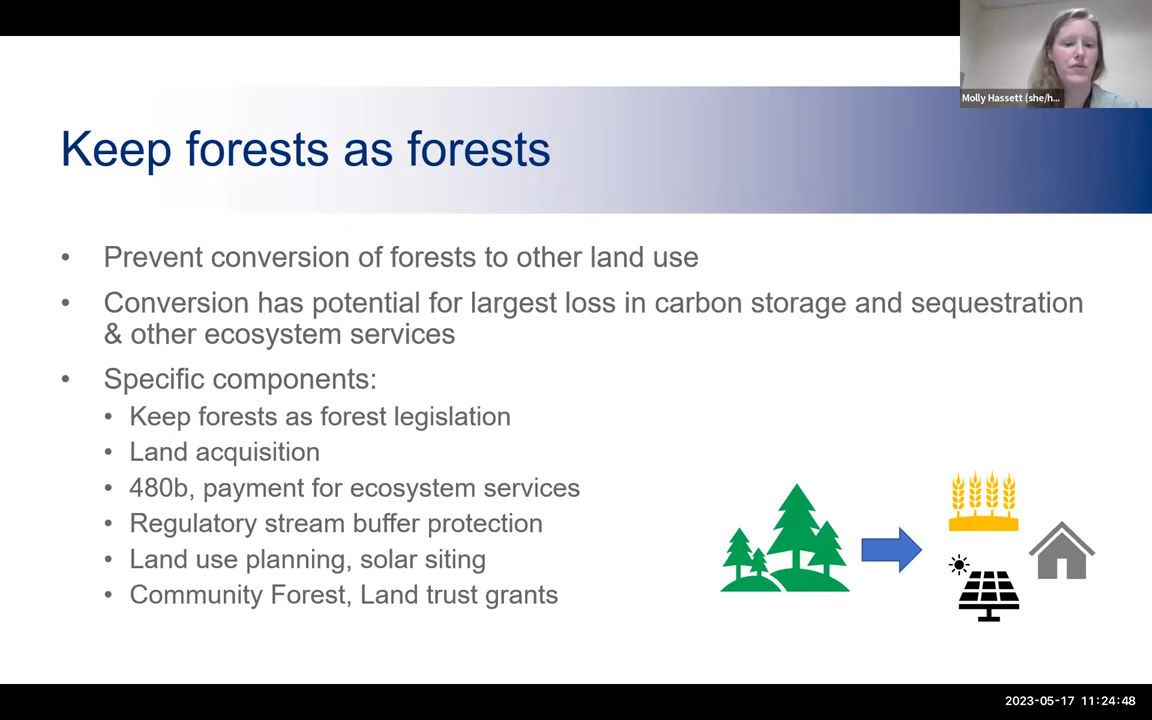 Molly Hassett (she/h...
Keep forests as forests
• Prevent conversion of forests to other land use
• Conversion has potential for largest loss in carbon storage and sequestration
& other ecosystem services
• Specific components:
• Keep forests as forest legislation
• Land acquisition
• 480b, payment for ecosystem services
• Regulatory stream buffer protection
• Land use planning, solar siting
• Community Forest, Land trust grants
2023-05-17 11:24:48